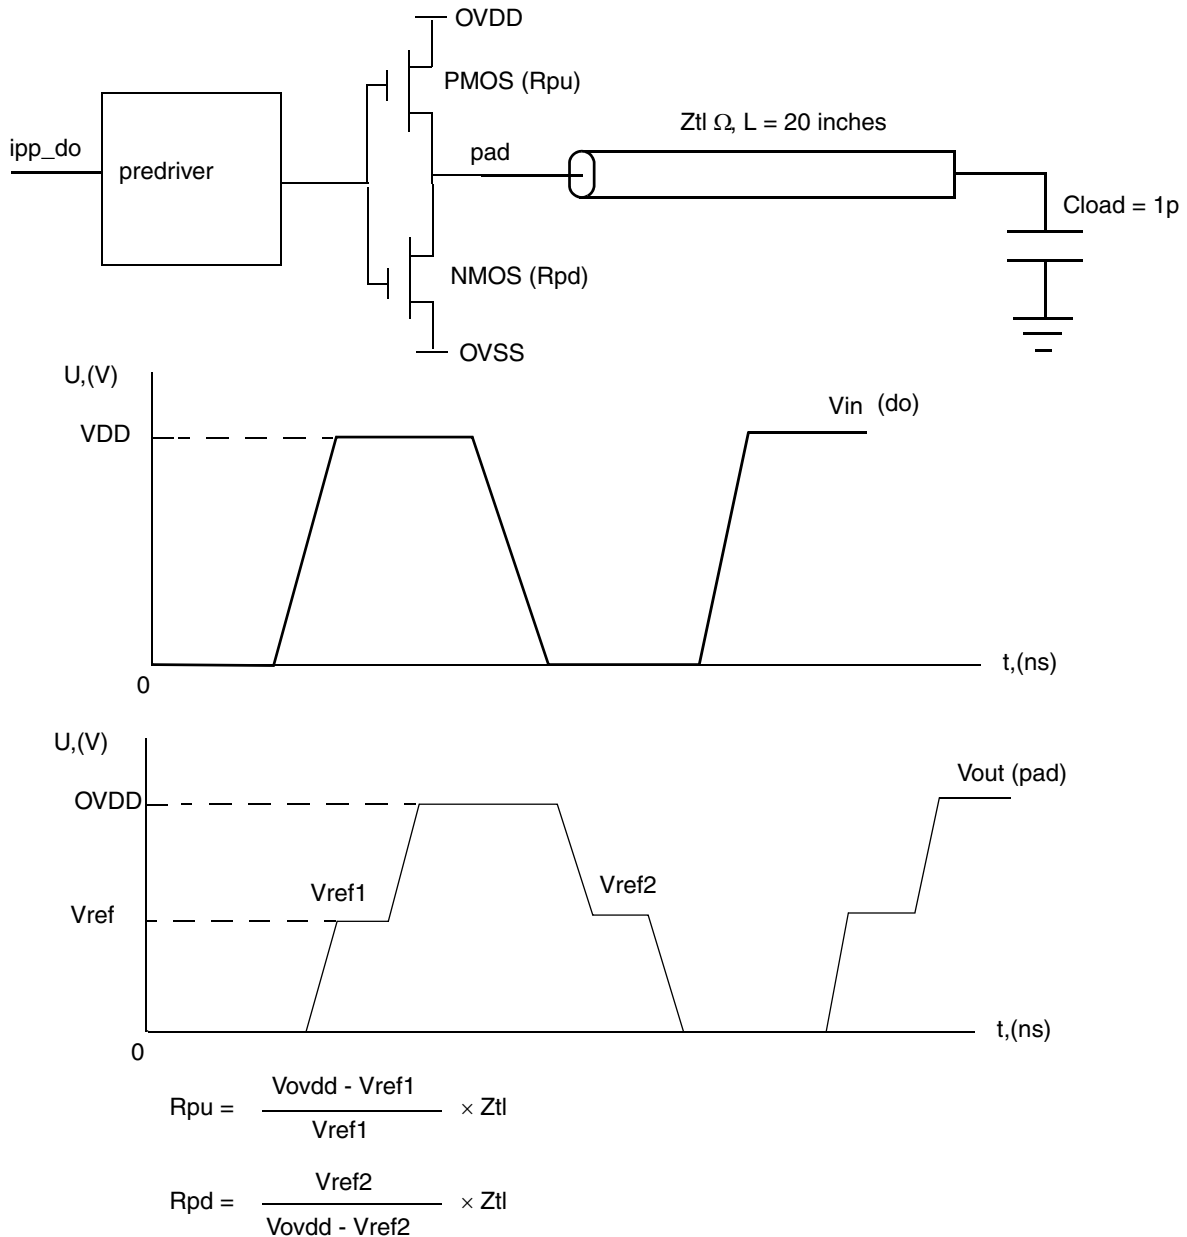 OVDD
PMOS (Rpu)
Ztl Ω, L = 20 inches
ipp_do
predriver
pad
Cload = 1p
NMOS (Rpd)
OVSS
U,(V)
VDD
Vin (do)
t,(ns)
0
U,(V)
OVDD
Vout (pad)
Vref1
Vref2
Vref
t,(ns)
0
Vovdd - Vref1
Rpu = × Ztl
Vref1
Vref2
Rpd = × Ztl
Vovdd - Vref2